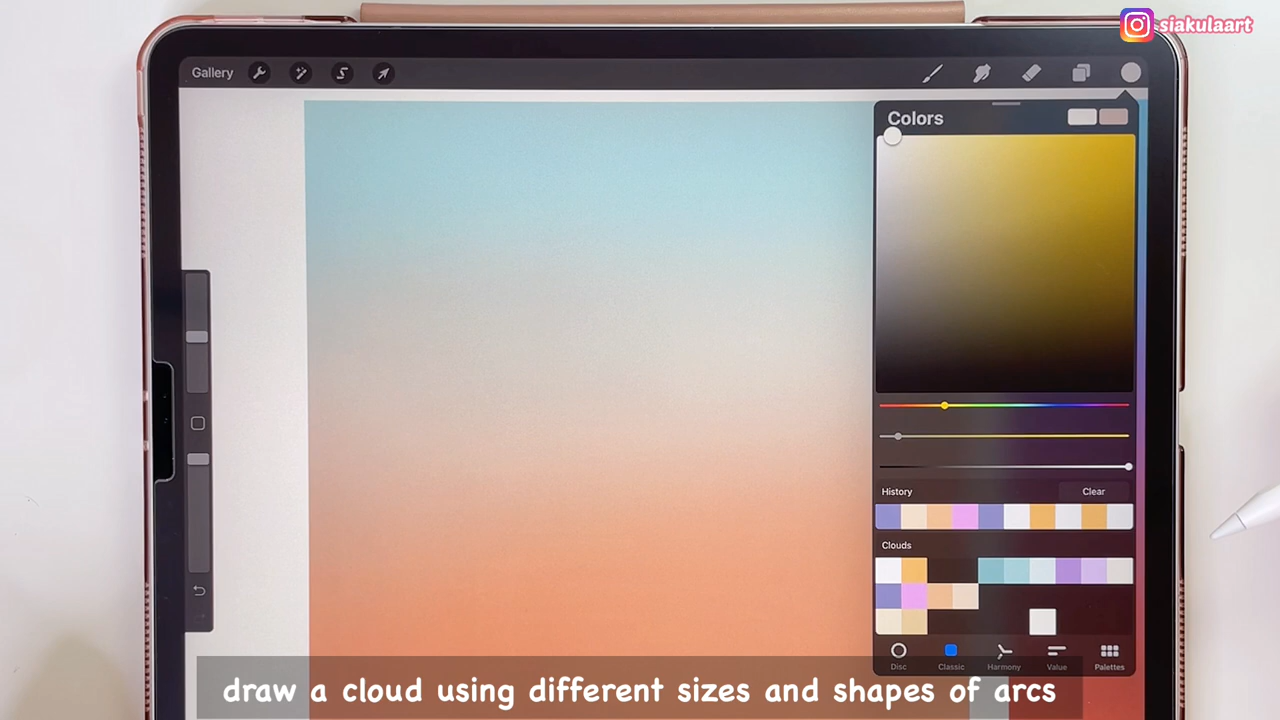 siakulaart
Gallery
Colors
History
Clear
Clouds
Disc
Classic
Harmony
Value
Palettes
draw a cloud using different sizes and shapes of arcs